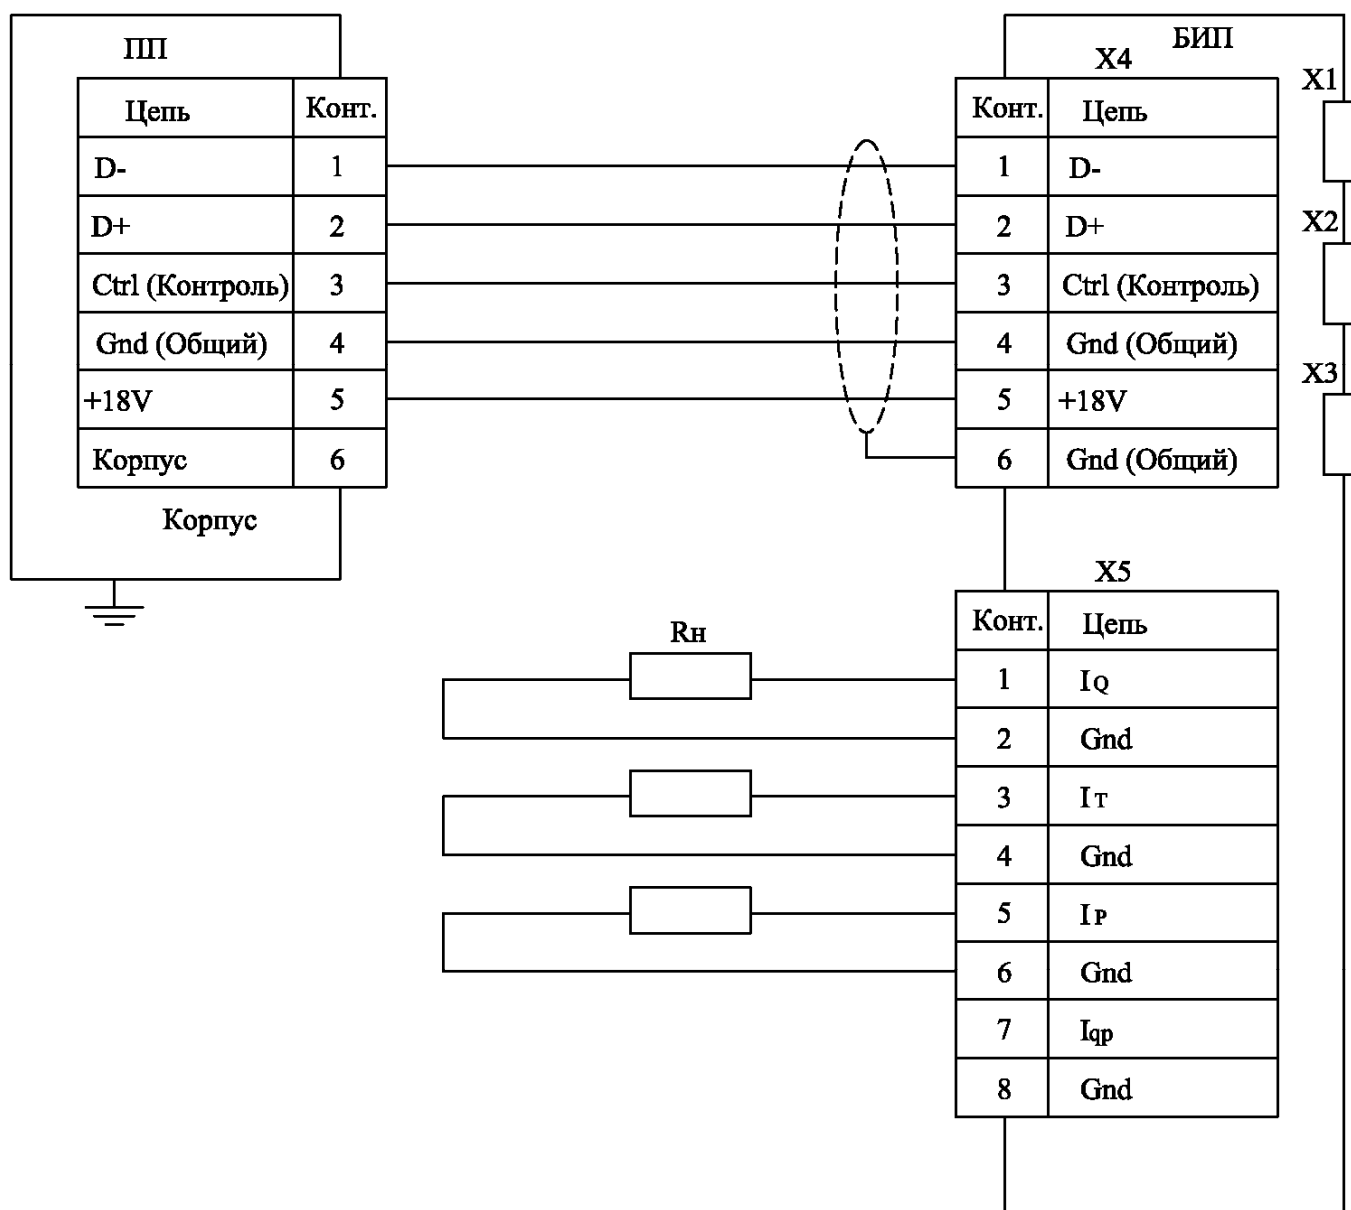 ПП
Цепь Конт.
D- 1
D+ 2
Ctrl (Контроль) 3
Gnd (Общий) 4
+18V 5
Корпус 6
Корпус
БИП
X4
Конт. Цепь
1 D-
2 D+
3 Ctrl (Контроль)
4 Gnd (Общий)
5 +18V
6 Gnd (Общий)
X1
X2
X3
X5
Конт. Цепь
1 IQ
2 Gnd
3 IT
4 Gnd
5 IP
6 Gnd
7 Iqp
8 Gnd
Rн